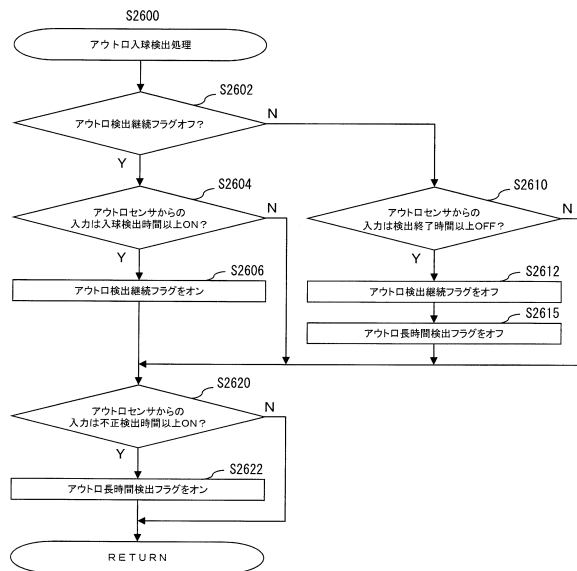 S2600
アウトロ入球検出処理
S2602
アウトロ検出継続フラグオフ？
N
Y
S2604
アウトロセンサからの
入力は入球検出時間以上ON？
N
Y
S2606
アウトロ検出継続フラグをオン
S2610
アウトロセンサからの
入力は検出終了時間以上OFF？
N
Y
S2612
アウトロ検出継続フラグをオフ
S2615
アウトロ長時間検出フラグをオフ
S2620
アウトロセンサからの
入力は不正検出時間以上ON？
N
Y
S2622
アウトロ長時間検出フラグをオン
RETURN